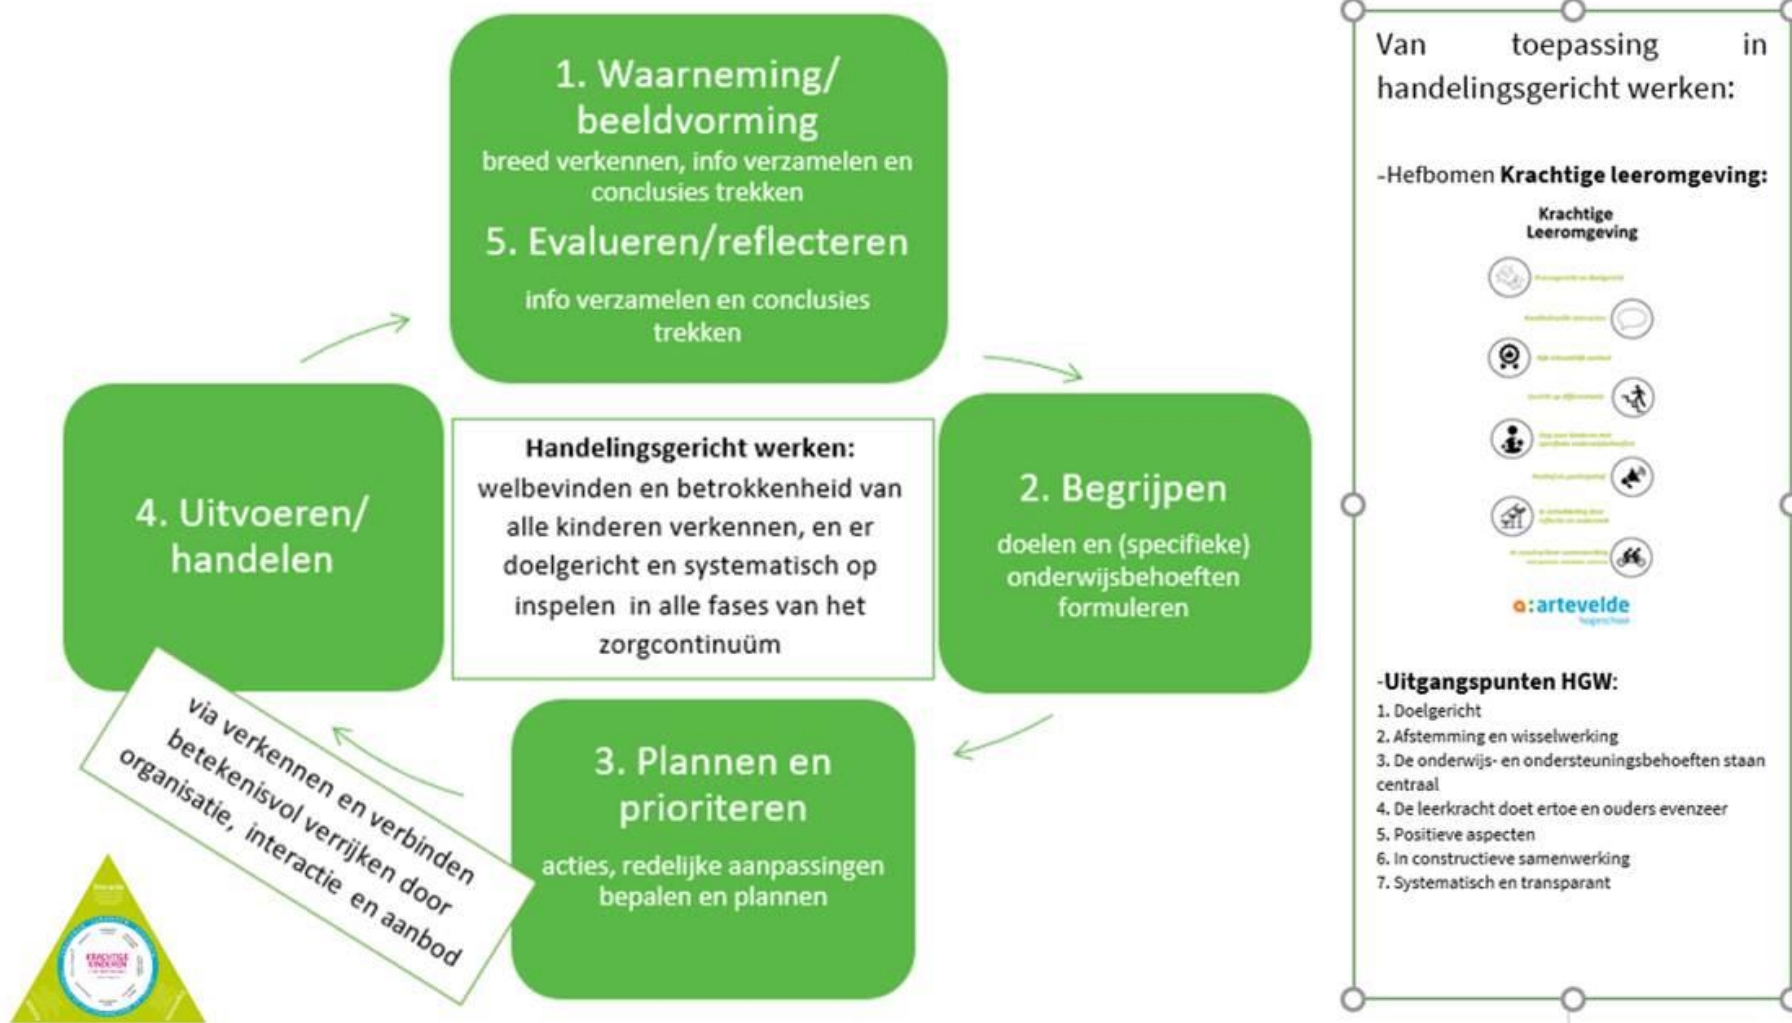 1. Waarneming/
beeldvorming
breed verkennen, info verzamelen en
conclusies trekken
5. Evalueren/reflecteren
info verzamelen en conclusies
trekken
2. Begrijpen
doelen en (specifieke)
onderwijsbehoeften
formuleren
3. Plannen en
prioriteren
acties, redelijke aanpassingen
bepalen en plannen
4. Uitvoeren/
handelen
via verkennen en verbinden
betekenisvol verrijken door
organisatie, interactie en aanbod
Handelingsgericht werken:
welbevinden en betrokkenheid van
alle kinderen verkennen, en er
doelgericht en systematisch op
inspelen in alle fases van het
zorgcontinuüm
KRACHTIGE
KINDEREN
Van toepassing in
handelingsgericht werken:
-Hefbomen Krachtige leeromgeving:
Krachtige
Leeromgeving
a:artevelde
hogeschool
-Uitgangspunten HGW:
1. Doelgericht
2. Afstemming en wisselwerking
3. De onderwijs- en ondersteuningsbehoeften staan
centraal
4. De leerkracht doet ertoe en ouders evenzeer
5. Positieve aspecten
6. In constructieve samenwerking
7. Systematisch en transparant